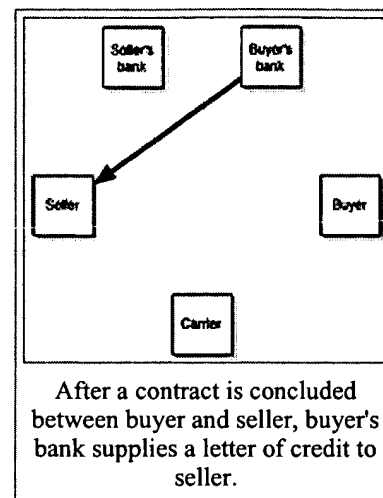 Seller's
bank
Buyer's
bank
Seller
Buyer
Carrier
After a contract is concluded
between buyer and seller, buyer's
bank supplies a letter of credit to
seller.